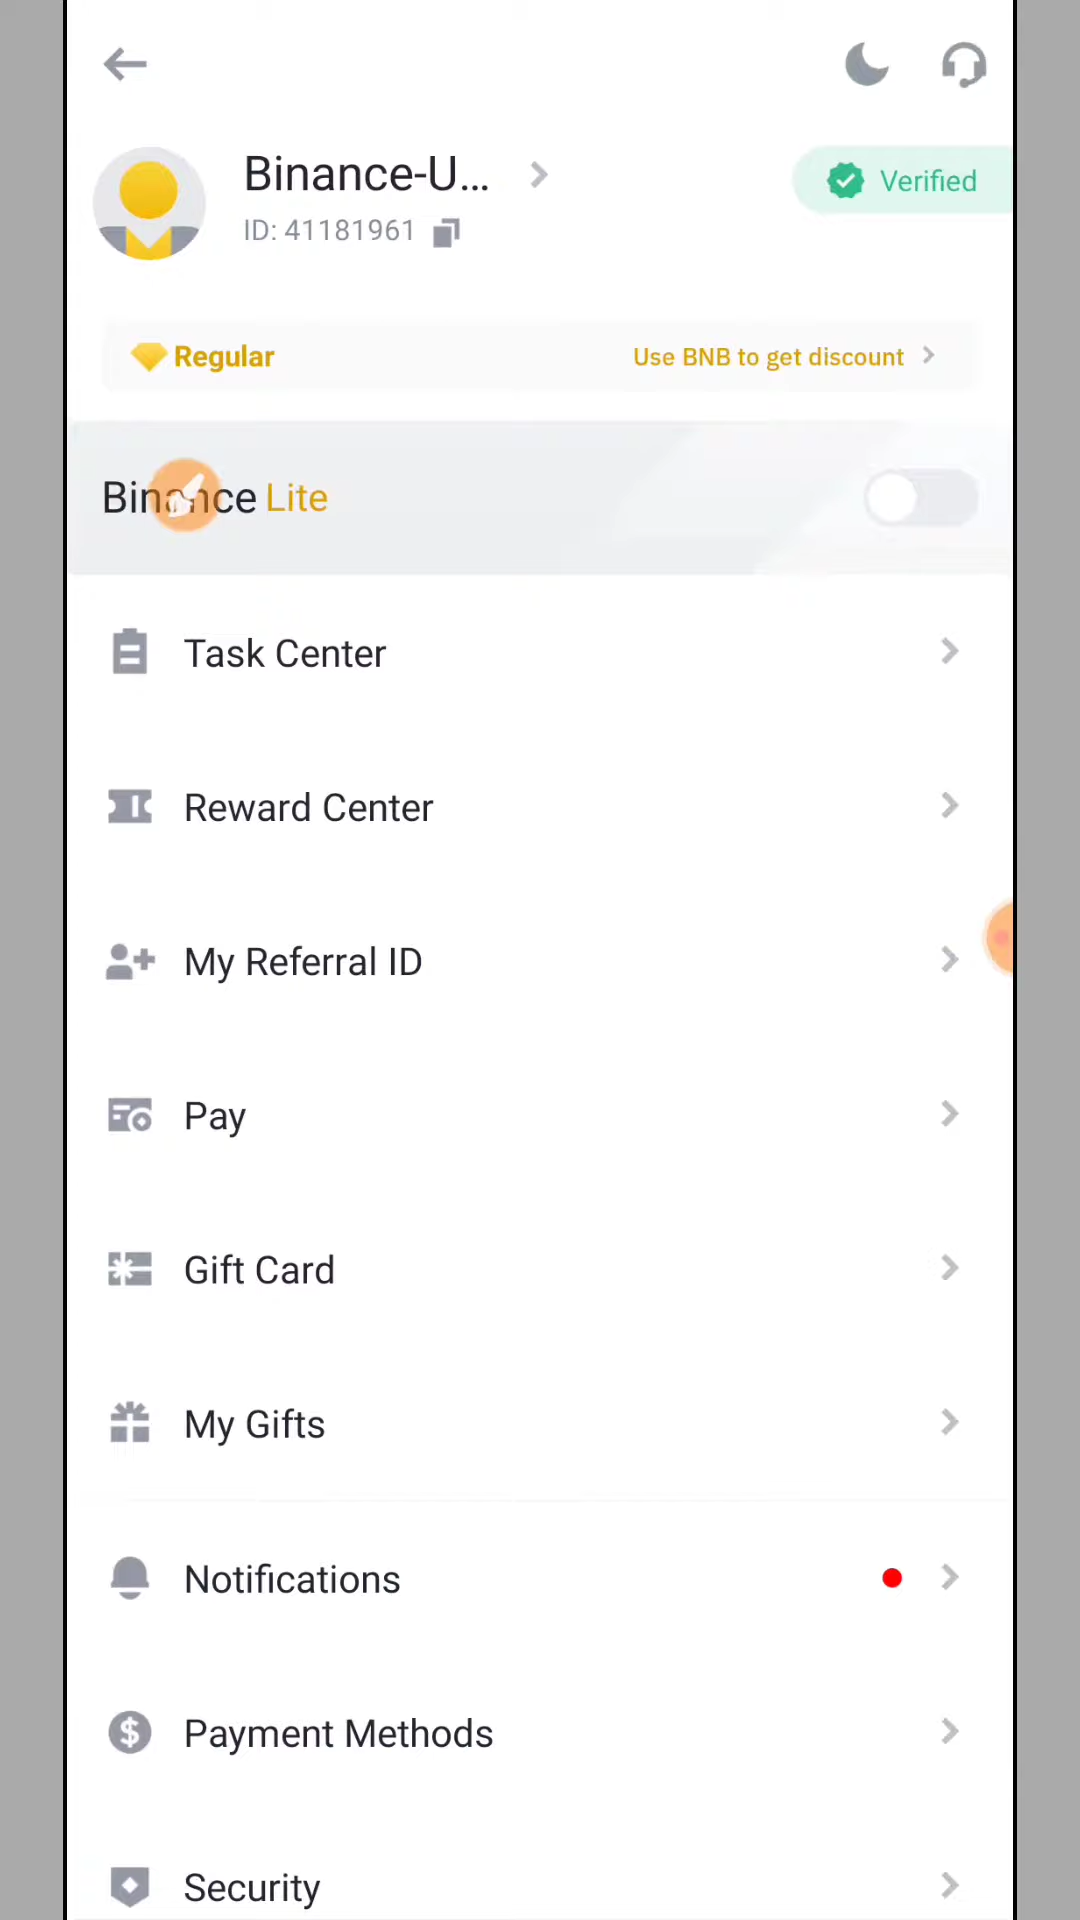 Binance-U...
Verified
ID: 41181961
Regular
Use BNB to get discount
Binance Lite
Task Center
Reward Center
My Referral ID
Pay
Gift Card
My Gifts
Notifications
Payment Methods
Security